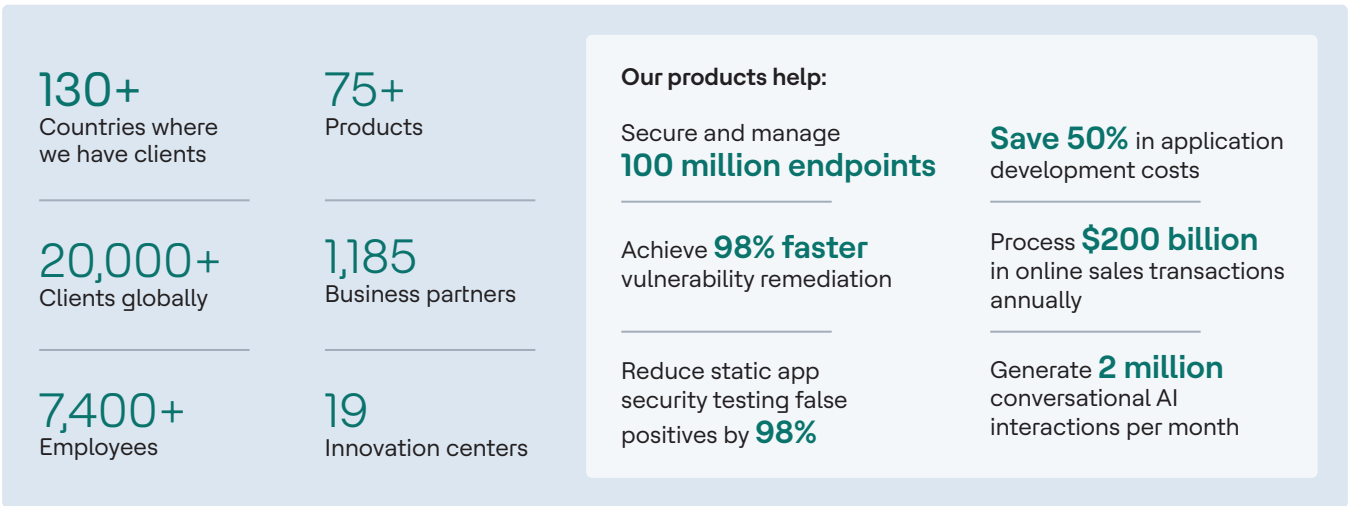 130+
Countries where
we have clients
20,000+
Clients globally
7,400+
Employees
75+
Products
1,185
Business partners
19
Innovation centers
Our products help:
Secure and manage
100 million endpoints
Achieve 98% faster
vulnerability remediation
Reduce static app
security testing false
positives by 98%
Save 50% in application
development costs
Process $200 billion
in online sales transactions
annually
Generate 2 million
conversational AI
interactions per month